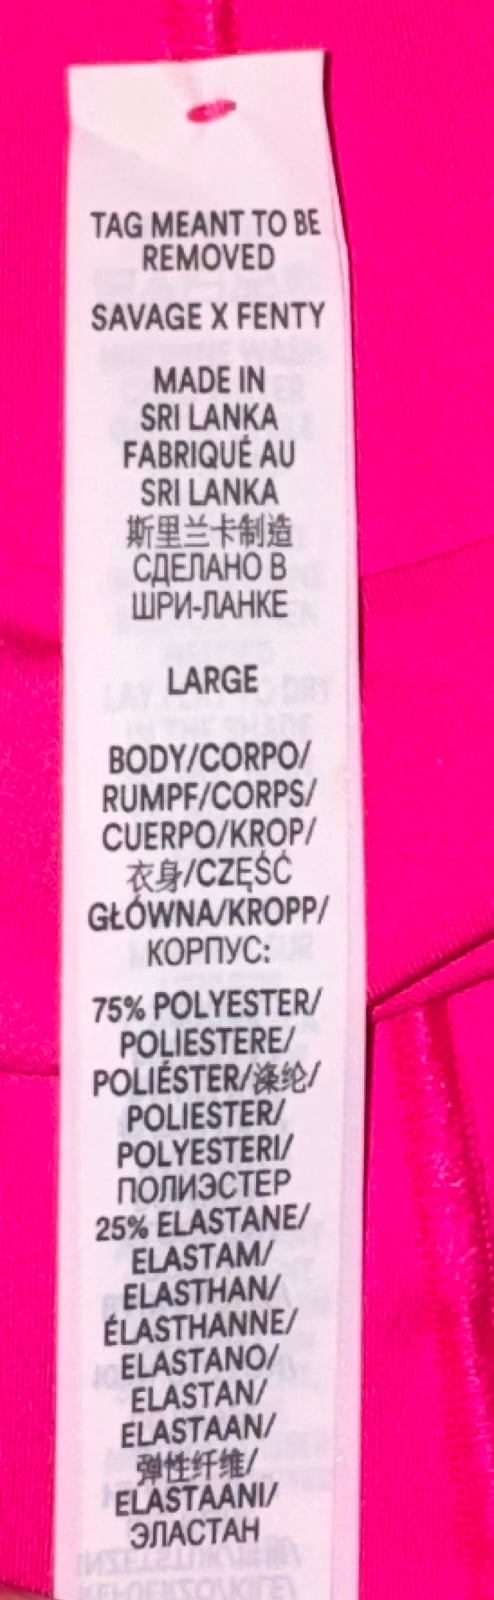 TAG MEANT TO BE
REMOVED
SAVAGE X FENTY
MADE IN
SRI LANKA
FABRIQUÉ AU
SRI LANKA
斯里兰卡制造
СДЕЛАНО В
ШРИ-ЛАНКЕ
LARGE
BODY/CORPO/
RUMPF/CORPS/
CUERPO/KROP/
衣身/CZĘŚĆ
GŁÓWNA/KROPP/
КОРПУС:
75% POLYESTER/
POLIESTERE/
POLIÉSTER/涤纶/
POLIESTER/
POLYESTERI/
ПОЛИЭСТЕР
25% ELASTANE/
ELASTAM/
ELASTHAN/
ÉLASTHANNE/
ELASTANO/
ELASTAN/
ELASTAAN/
弹性纤维/
ELASTAANI/
ЭЛАСТАН